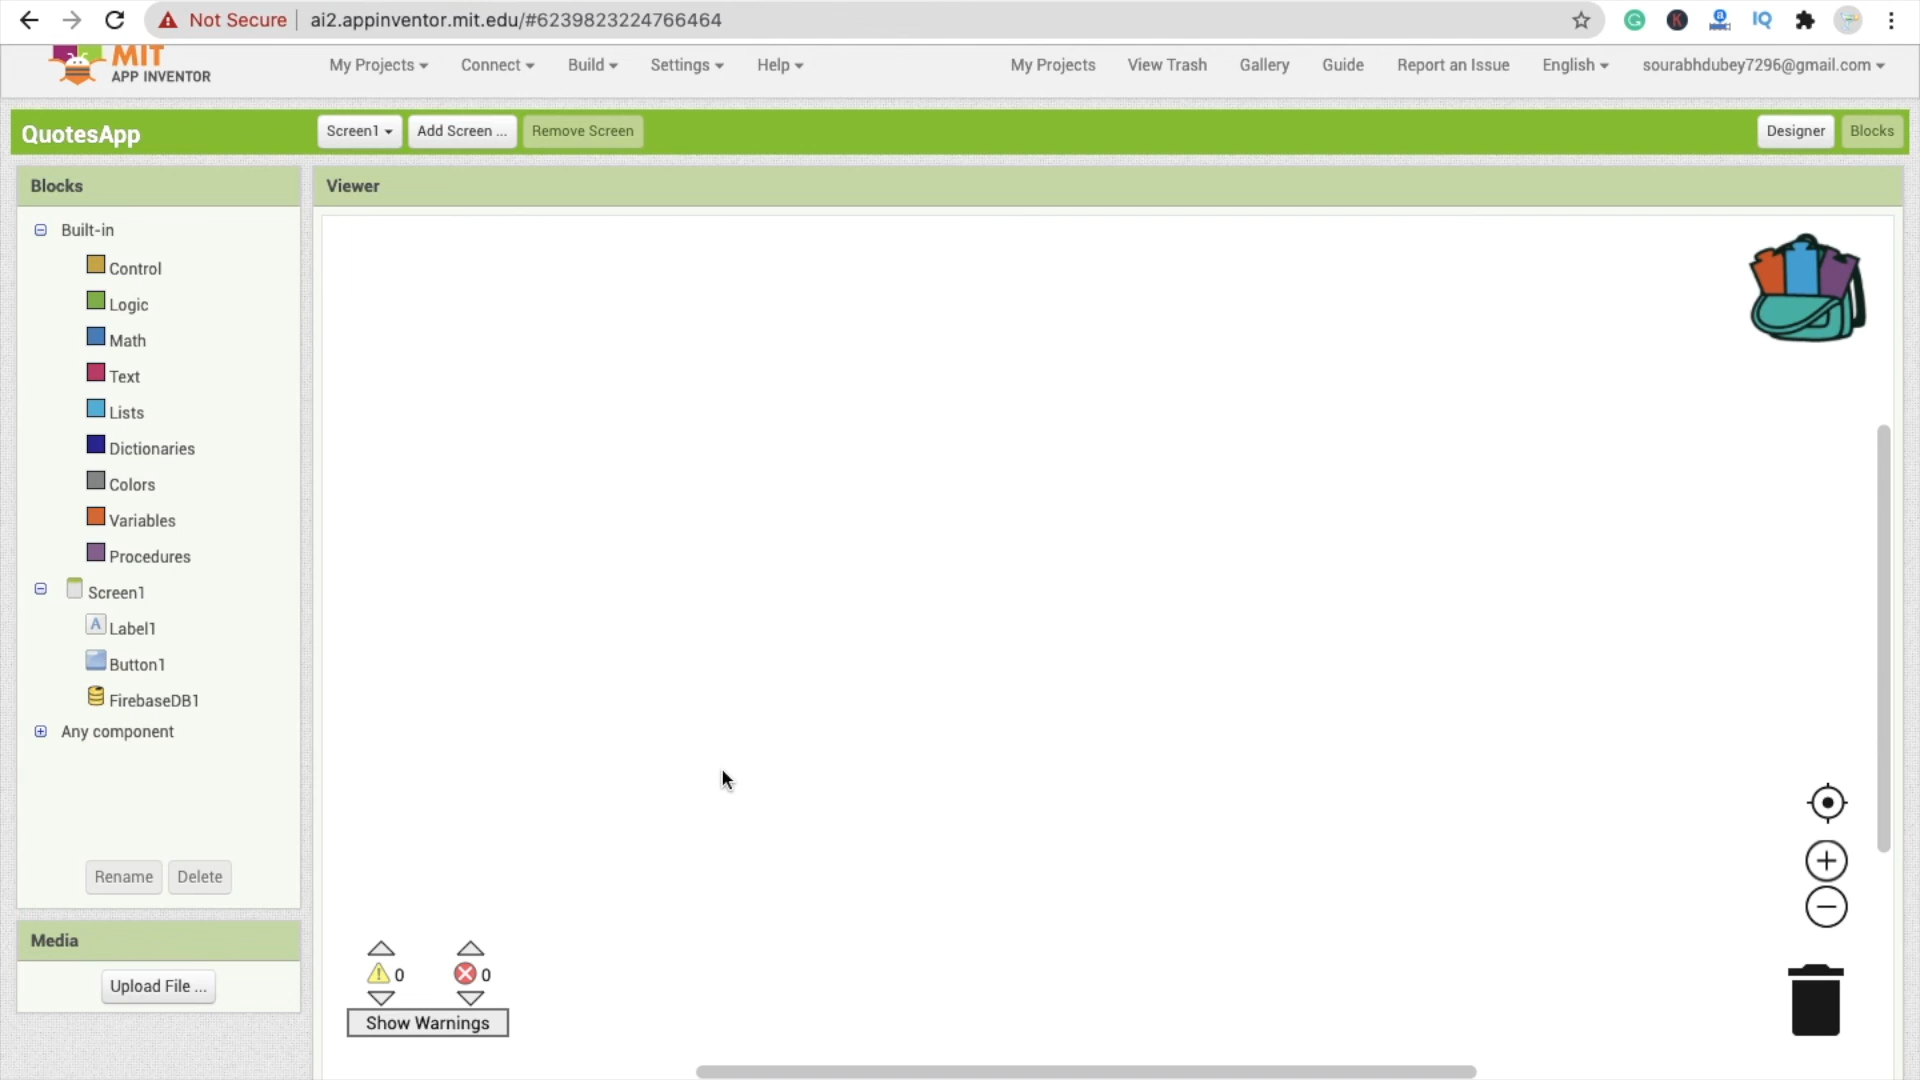 Not Secure
ai2.appinventor.mit.edu/#6239823224766464
MIT
APP INVENTOR
My Projects
Connect
Build
Settings
Help
My Projects
View Trash
Gallery
Guide
Report an Issue
English
sourabhdubey7296@gmail.com
QuotesApp
Screen1
Add Screen ...
Remove Screen
Designer
Blocks
Blocks
Viewer
Built-in
Control
Logic
Math
Text
Lists
Dictionaries
Colors
Variables
Procedures
Screen1
A
Label1
Button1
FirebaseDB1
Any component
Rename
Delete
Media
Upload File ...
0
0
Show Warnings
G
K
a
IQ